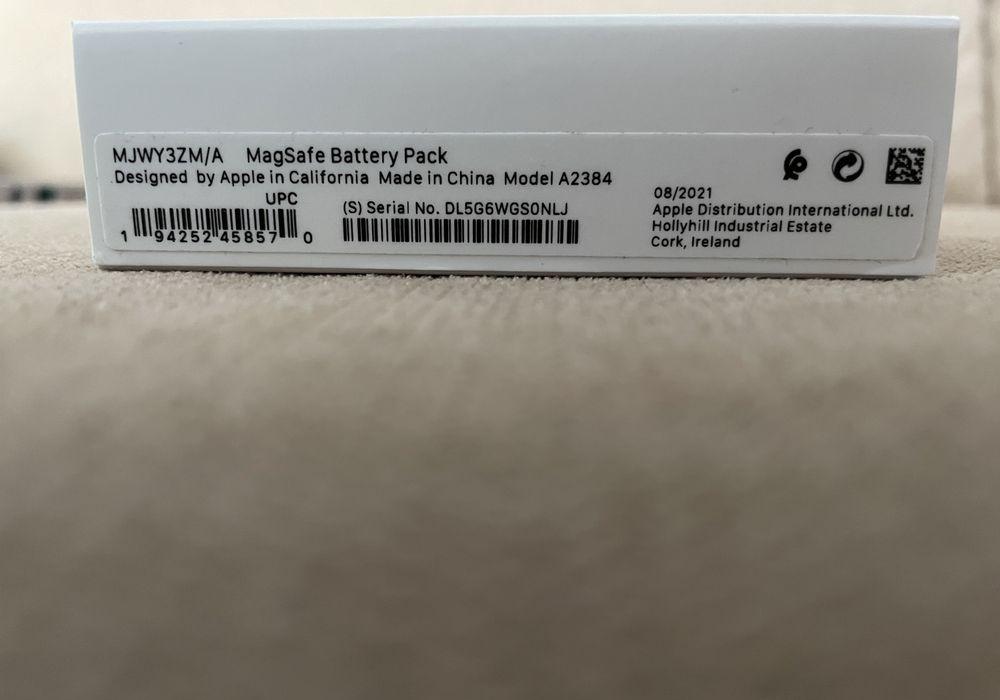 MJWY3ZM/A MagSafe Battery Pack
Designed by Apple in California Made in China Model A2384
UPC
1 94252 45857 0
(S) Serial No. DL5G6WGS0NLJ
08/2021
Apple Distribution International Ltd.
Hollyhill Industrial Estate
Cork, Ireland